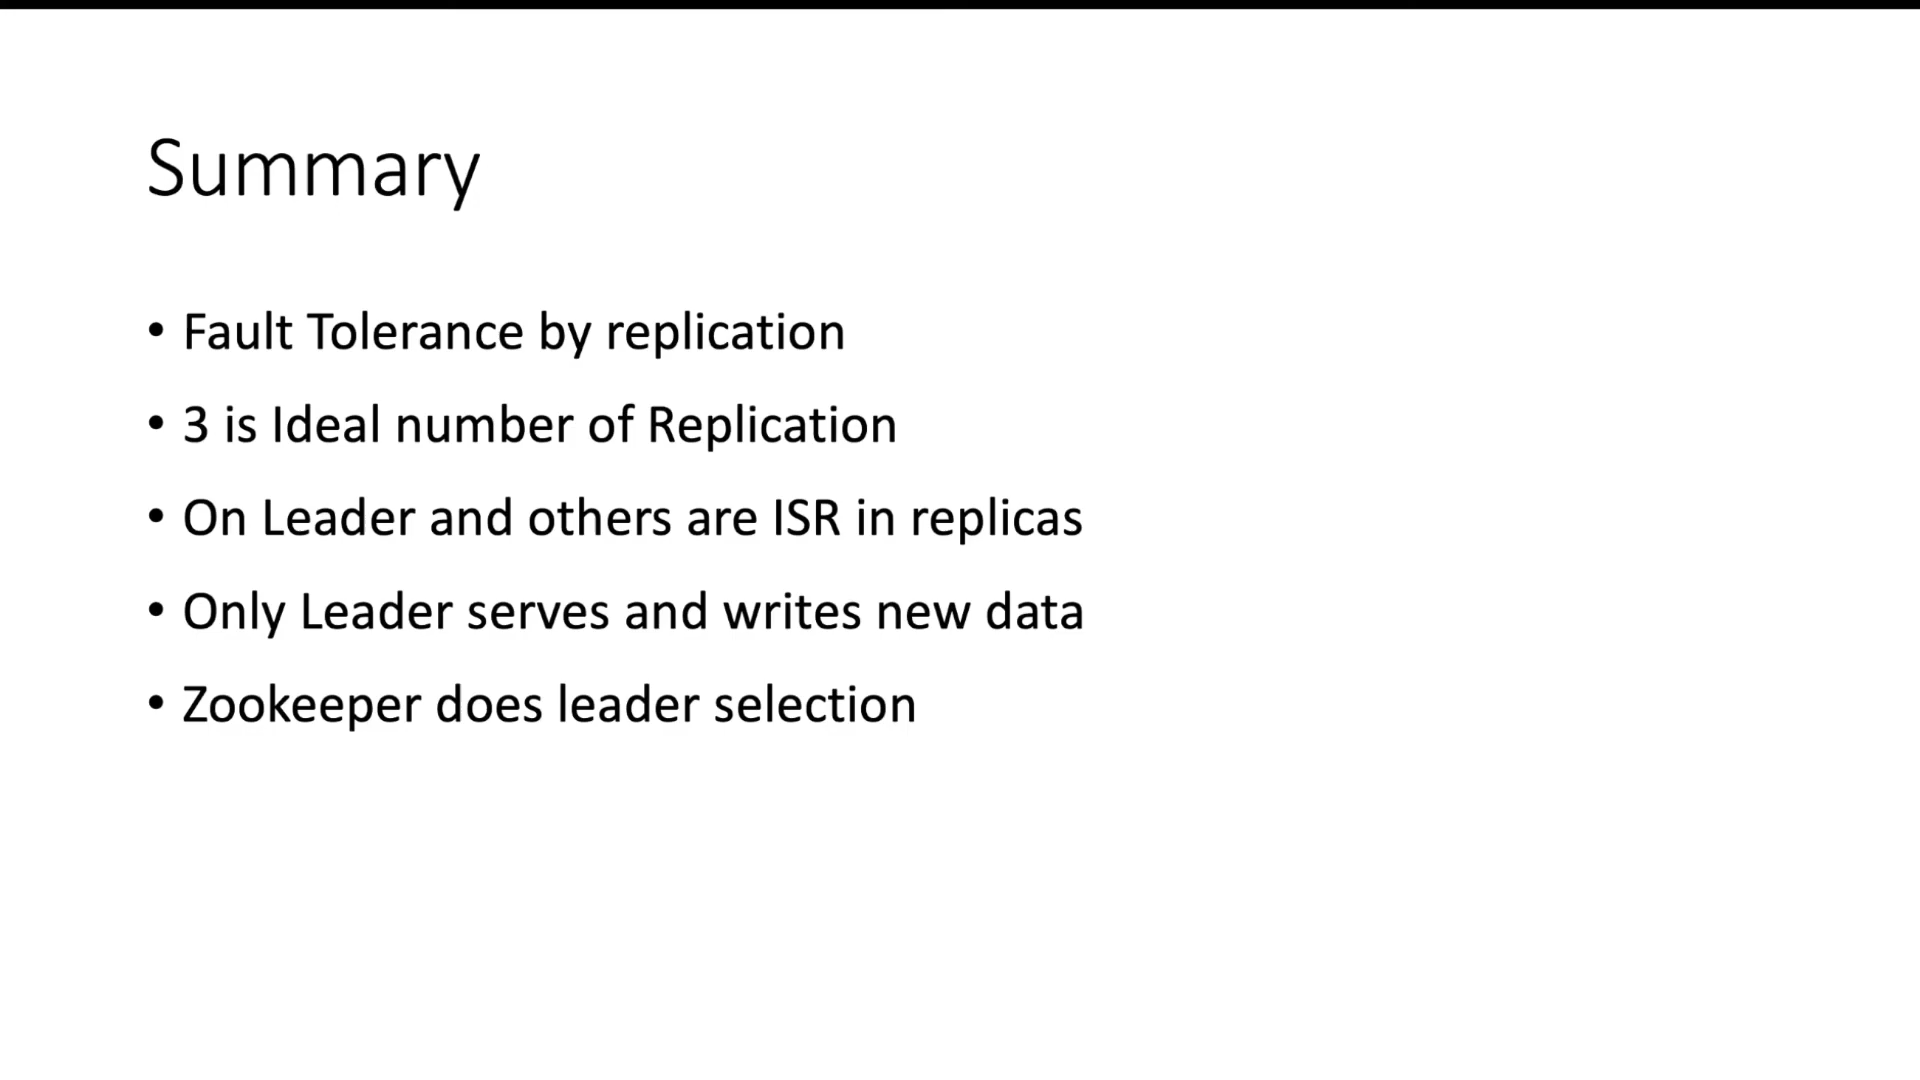 Summary
• Fault Tolerance by replication
• 3 is Ideal number of Replication
• On Leader and others are ISR in replicas
• Only Leader serves and writes new data
• Zookeeper does leader selection